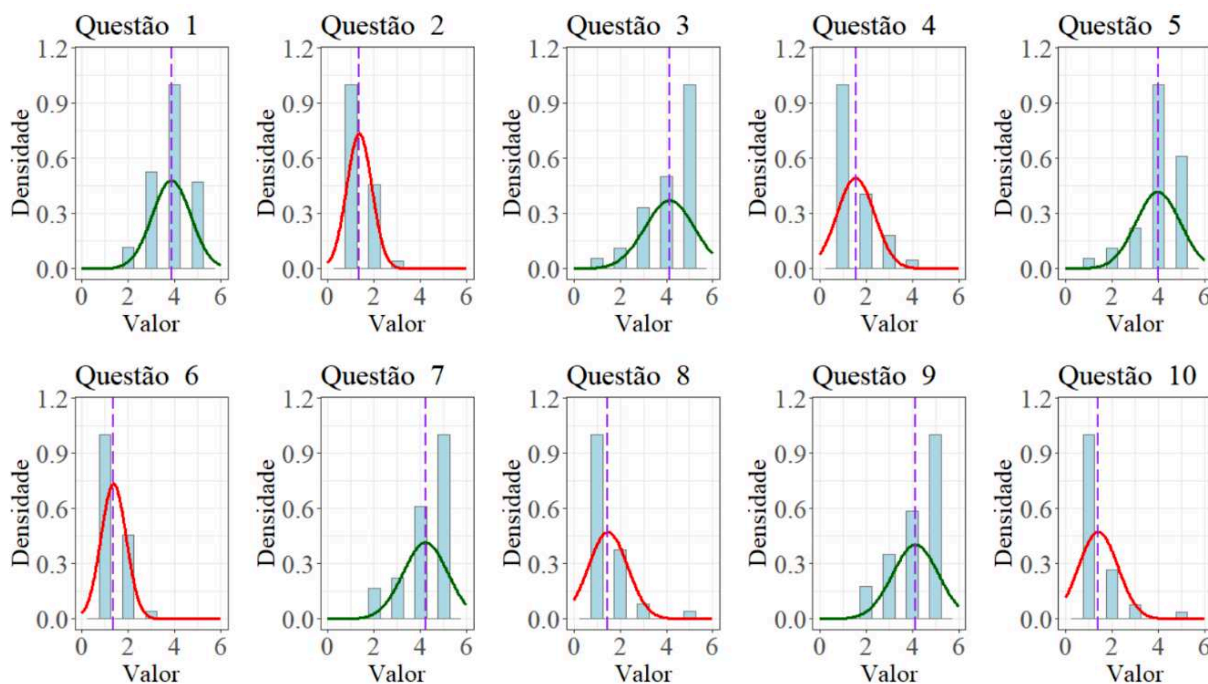 Questão 1
Questão 2
Questão 3
Questão 4
Questão 5
1.2
0.9
0.6
0.3
0.0
Densidade
0 2 4 6
Valor
1.2
0.9
0.6
0.3
0.0
Densidade
0 2 4 6
Valor
1.2
0.9
0.6
0.3
0.0
Densidade
0 2 4 6
Valor
1.2
0.9
0.6
0.3
0.0
Densidade
0 2 4 6
Valor
1.2
0.9
0.6
0.3
0.0
Densidade
0 2 4 6
Valor
Questão 6
Questão 7
Questão 8
Questão 9
Questão 10
1.2
0.9
0.6
0.3
0.0
Densidade
0 2 4 6
Valor
1.2
0.9
0.6
0.3
0.0
Densidade
0 2 4 6
Valor
1.2
0.9
0.6
0.3
0.0
Densidade
0 2 4 6
Valor
1.2
0.9
0.6
0.3
0.0
Densidade
0 2 4 6
Valor
1.2
0.9
0.6
0.3
0.0
Densidade
0 2 4 6
Valor